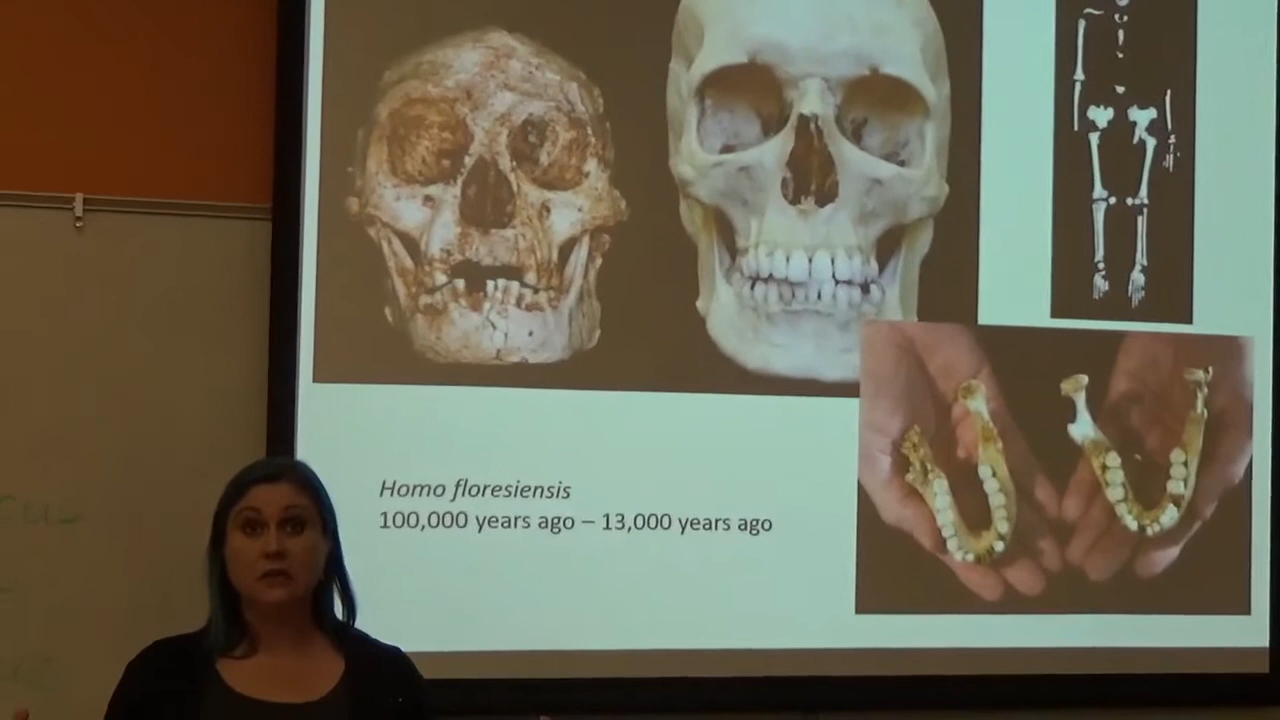 Homo floresiensis
100,000 years ago – 13,000 years ago